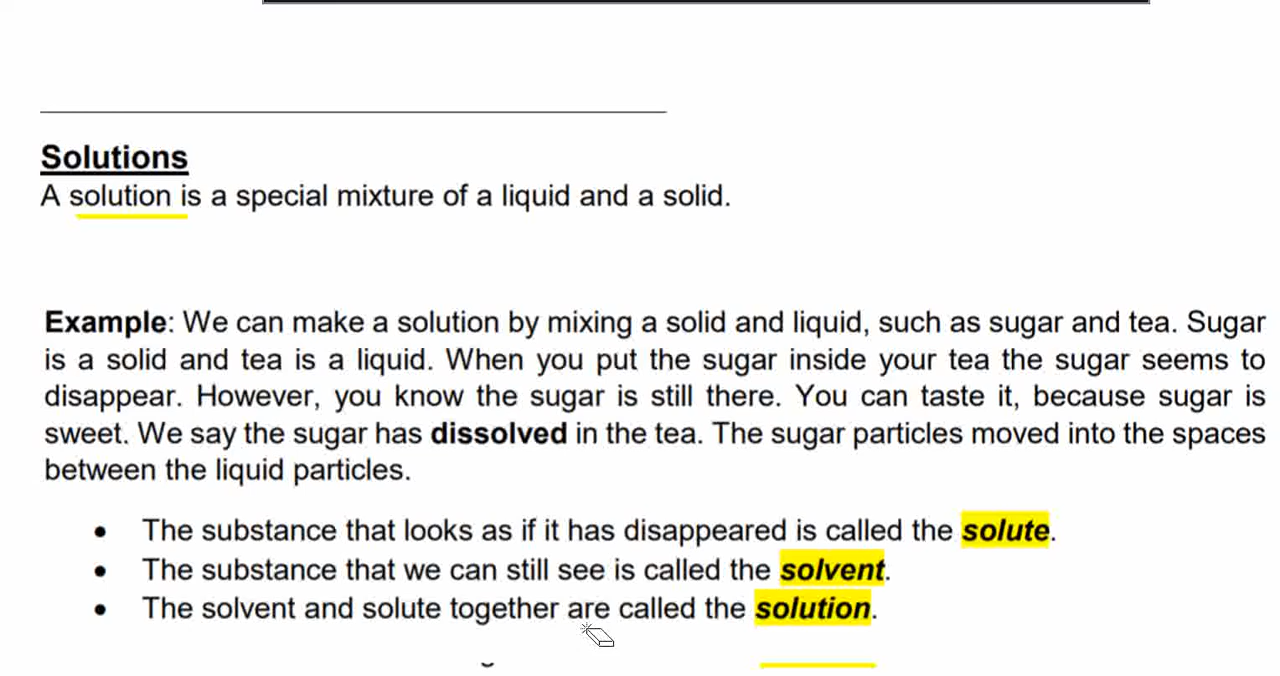 Solutions
A solution is a special mixture of a liquid and a solid.
Example: We can make a solution by mixing a solid and liquid, such as sugar and tea. Sugar
is a solid and tea is a liquid. When you put the sugar inside your tea the sugar seems to
disappear. However, you know the sugar is still there. You can taste it, because sugar is
sweet. We say the sugar has dissolved in the tea. The sugar particles moved into the spaces
between the liquid particles.
• The substance that looks as if it has disappeared is called the solute.
• The substance that we can still see is called the solvent.
• The solvent and solute together are called the solution.